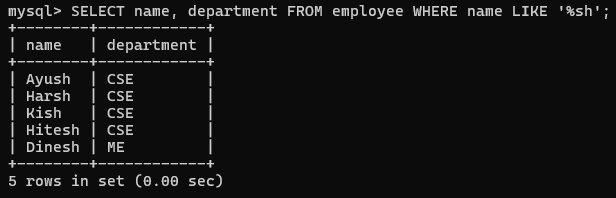 mysql> SELECT name, department FROM employee WHERE name LIKE '%sh';
+--------+------------+
| name   | department |
+--------+------------+
| Ayush  | CSE        |
| Harsh  | CSE        |
| Kish   | CSE        |
| Hitesh | CSE        |
| Dinesh | ME         |
+--------+------------+
5 rows in set (0.00 sec)